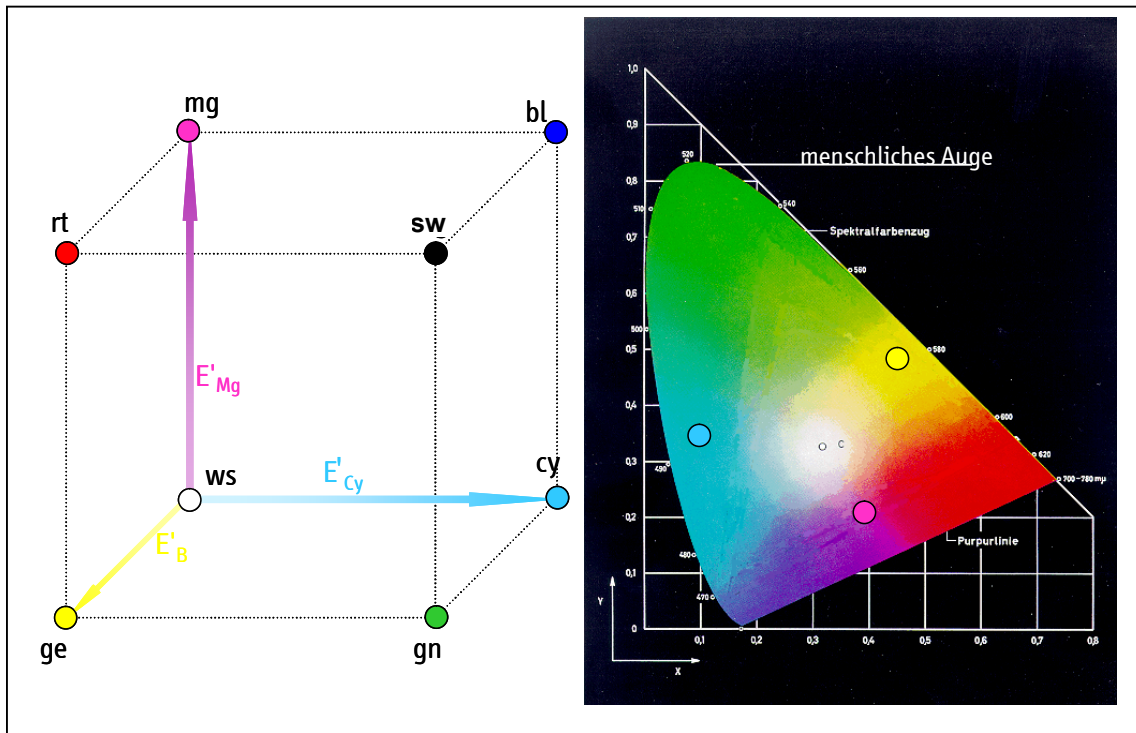 mg
bl
rt
sw
E'Mg
ws
E'Cy
cy
E'B
ge
gn
menschliches Auge
1,0
0,9
0,8
0,7
0,6
0,5
0,4
0,3
0,2
0,1
0
0,1
0,2
0,3
0,4
0,5
0,6
0,7
0,8
520
510
540
Spektralfarbenzug
560
500
580
600
C
490
620
700-780 mµ
480
Purpurlinie
470
Y
X